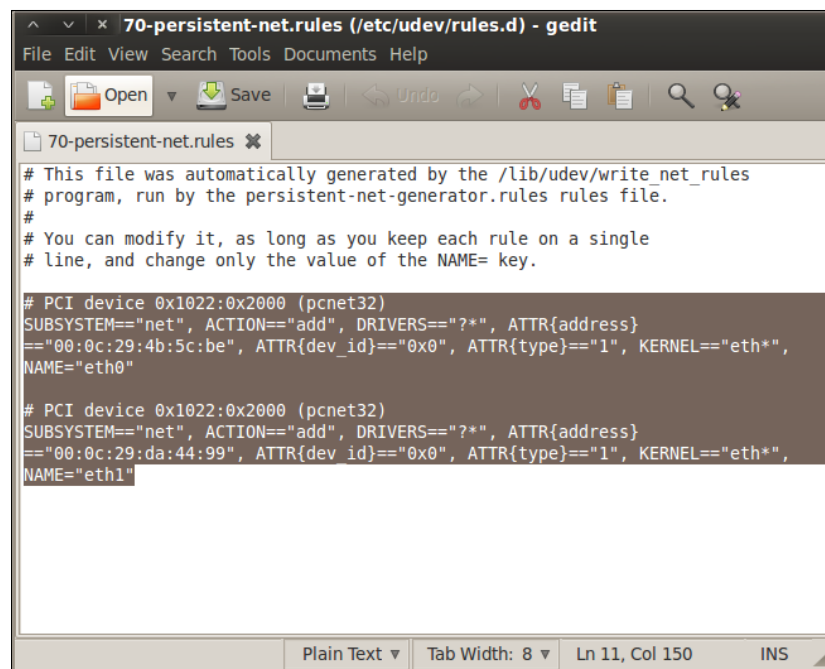 70-persistent-net.rules (/etc/udev/rules.d) - gedit
File Edit View Search Tools Documents Help
Open Save Undo
70-persistent-net.rules
# This file was automatically generated by the /lib/udev/write_net_rules
# program, run by the persistent-net-generator.rules rules file.
#
# You can modify it, as long as you keep each rule on a single
# line, and change only the value of the NAME= key.
# PCI device 0x1022:0x2000 (pcnet32)
SUBSYSTEM=="net", ACTION=="add", DRIVERS=="?*", ATTR{address}
=="00:0c:29:4b:5c:be", ATTR{dev_id}=="0x0", ATTR{type}=="1", KERNEL=="eth*",
NAME="eth0"
# PCI device 0x1022:0x2000 (pcnet32)
SUBSYSTEM=="net", ACTION=="add", DRIVERS=="?*", ATTR{address}
=="00:0c:29:da:44:99", ATTR{dev_id}=="0x0", ATTR{type}=="1", KERNEL=="eth*",
NAME="eth1"
Plain Text Tab Width: 8 Ln 11, Col 150 INS